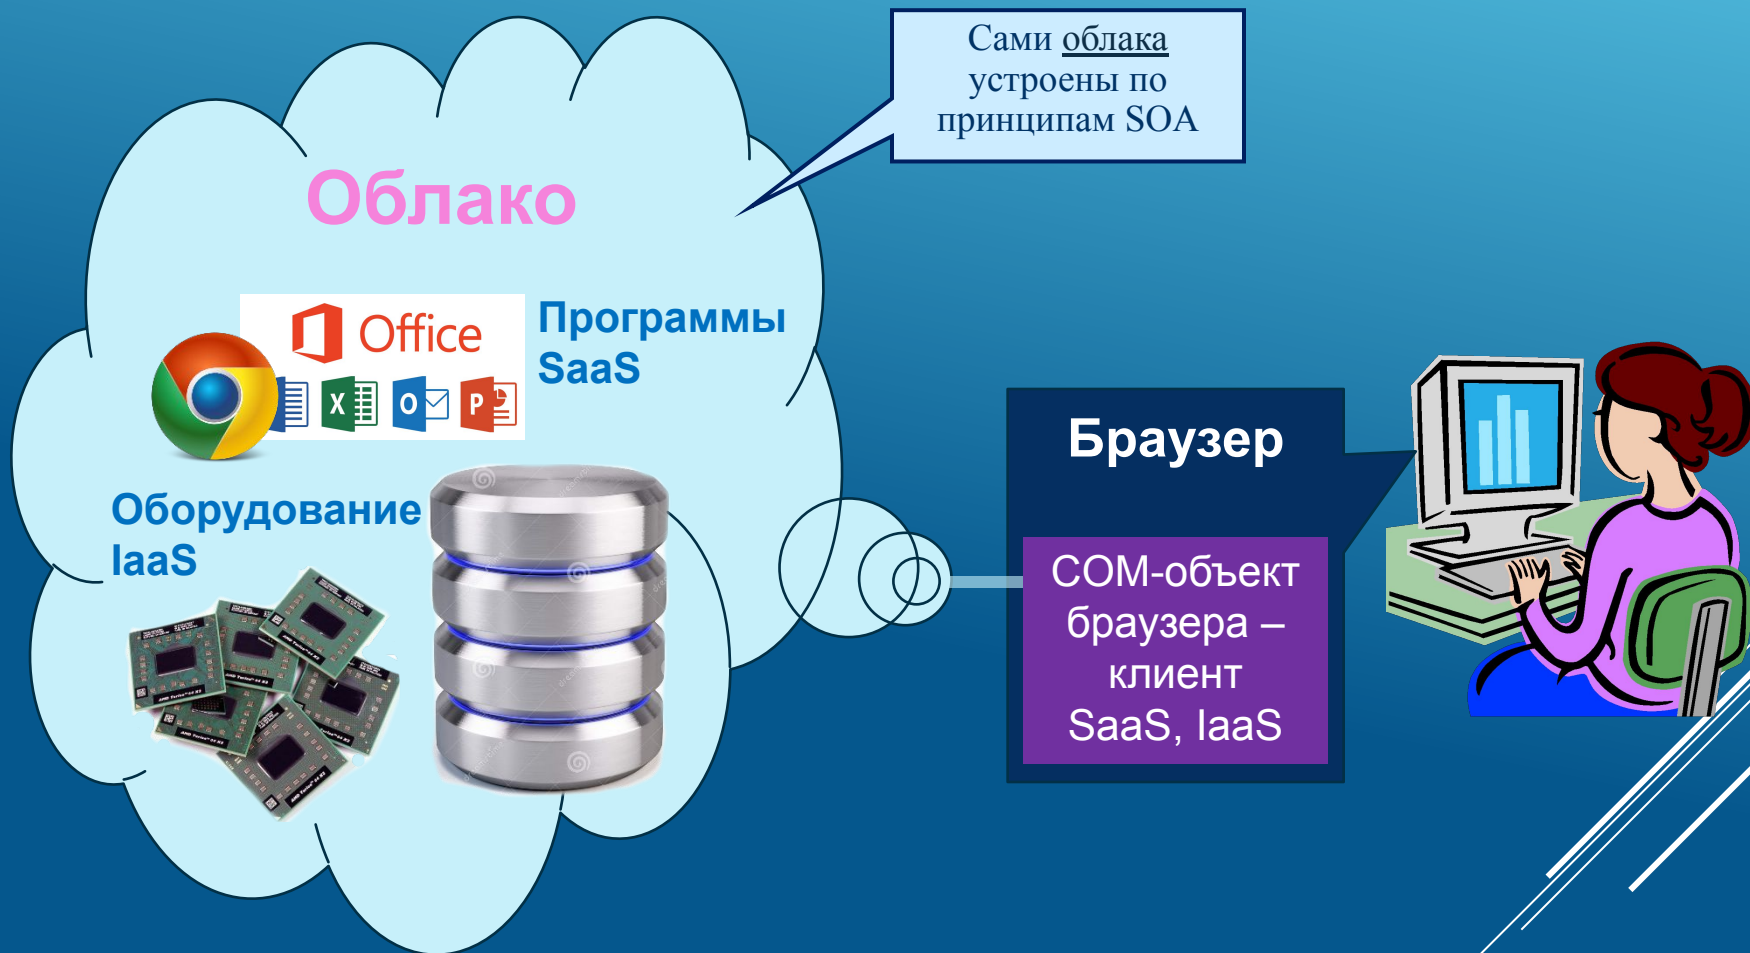 Сами облака
устроены по
принципам SOA
Облако
Office
Программы
SaaS
X
O
P
Оборудование
IaaS
Браузер
COM-объект
браузера –
клиент
SaaS, IaaS